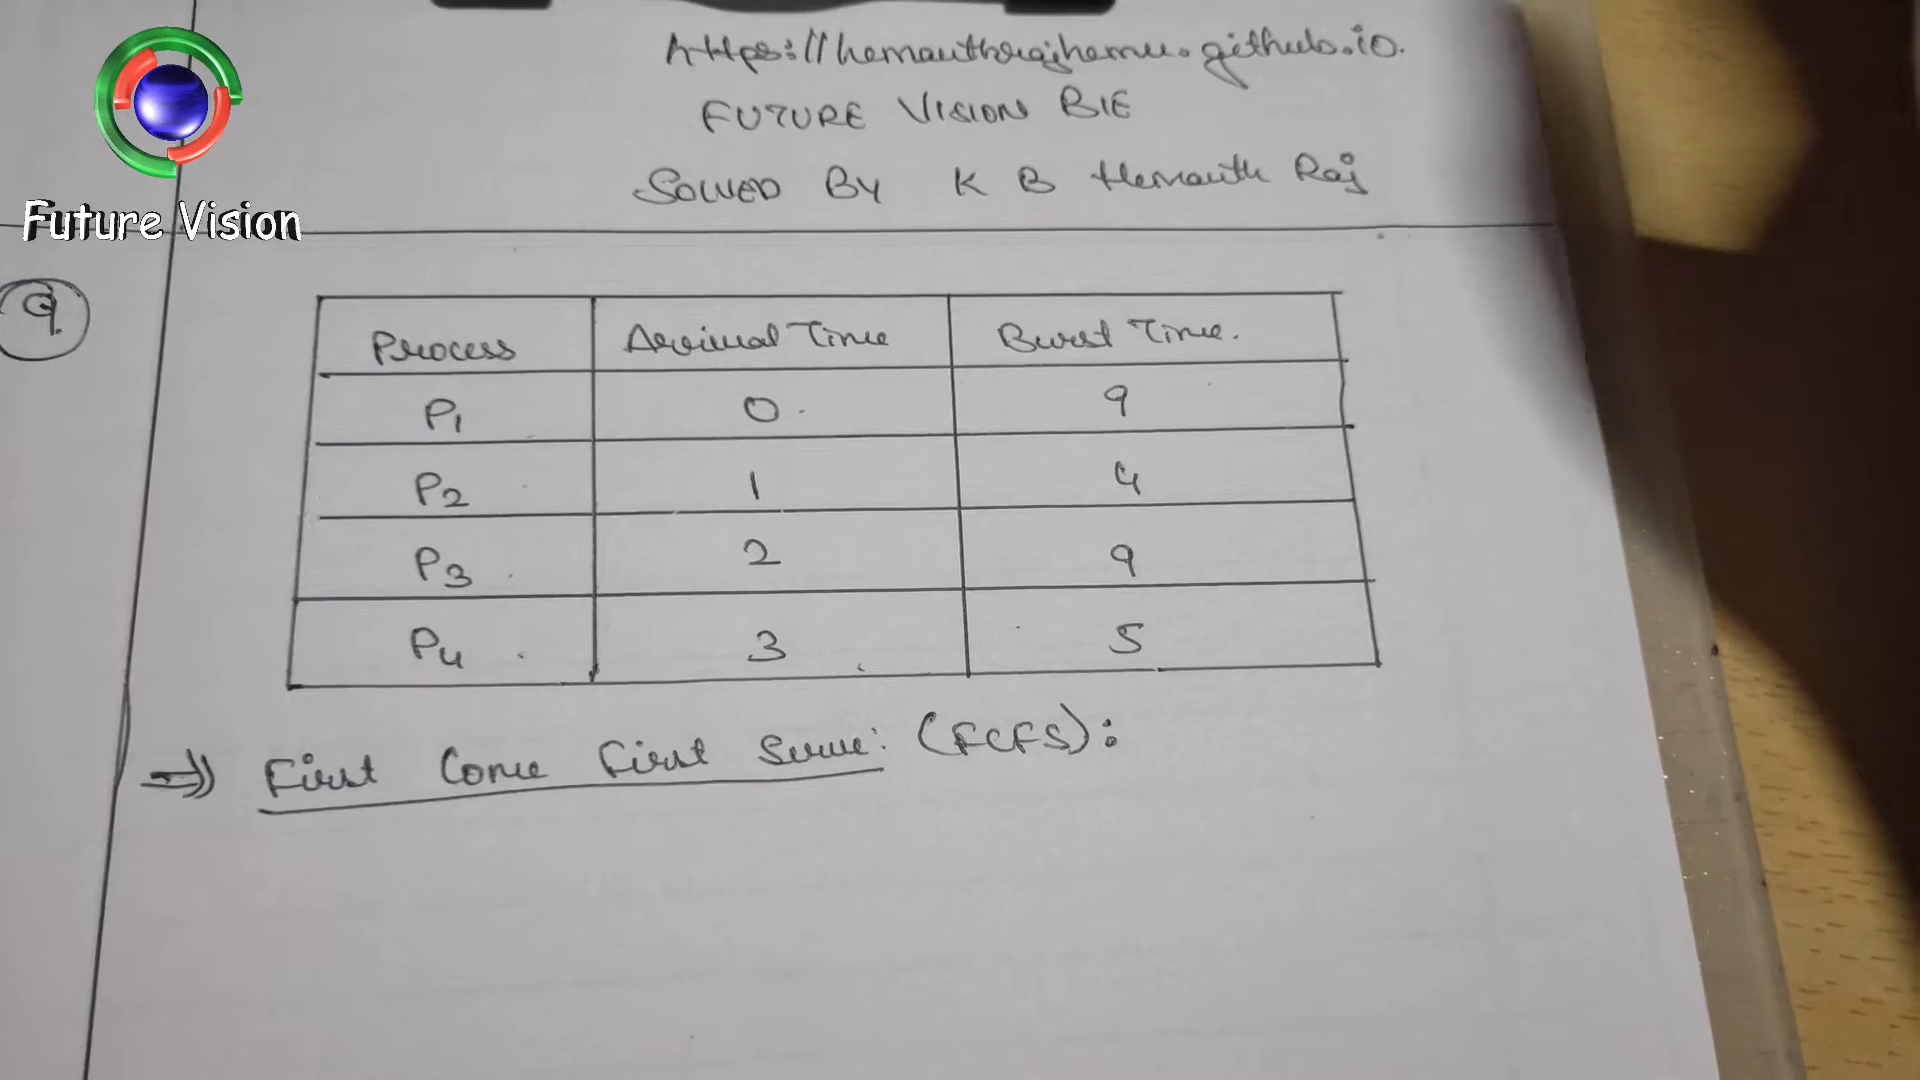 https://hemanthrajhemu.github.io.
FUTURE VISION BIE
SOLVED BY K B Hemanth Raj
Future Vision
9.
Process Arrival Time Burst Time.
P1 0 9
P2 1 4
P3 2 9
P4 3 5
⇒ First Come First Serve: (FCFS):